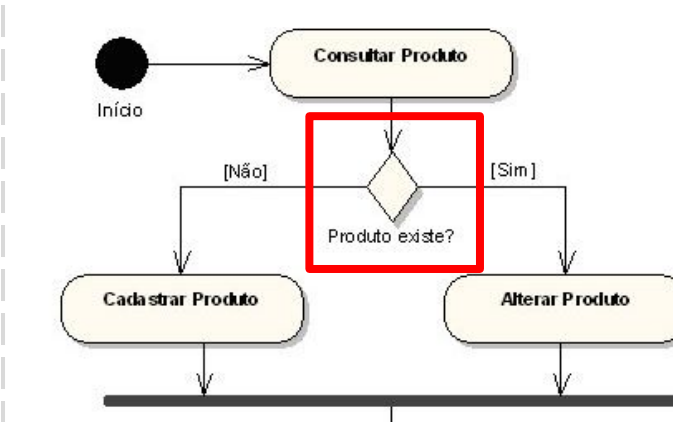 Consultar Produto
Início
[Não]
[Sim]
Produto existe?
Cadastrar Produto
Alterar Produto